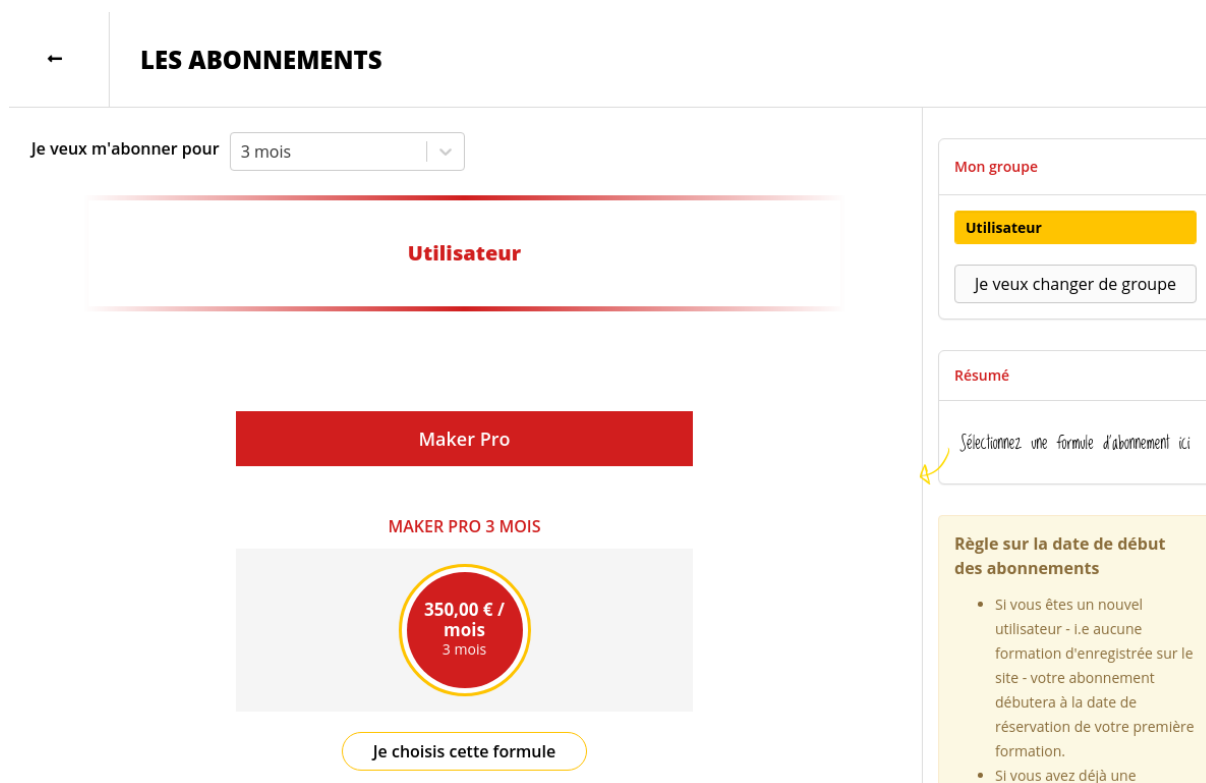 LES ABONNEMENTS
Je veux m'abonner pour
3 mois
Utilisateur
Maker Pro
MAKER PRO 3 MOIS
350,00 € /
mois
3 mois
Je choisis cette formule
Mon groupe
Utilisateur
Je veux changer de groupe
Résumé
Sélectionnez une formule d'abonnement ici
Règle sur la date de début
des abonnements
• Si vous êtes un nouvel
utilisateur - i.e aucune
formation d'enregistrée sur le
site - votre abonnement
débutera à la date de
réservation de votre première
formation.
• Si vous avez déjà une